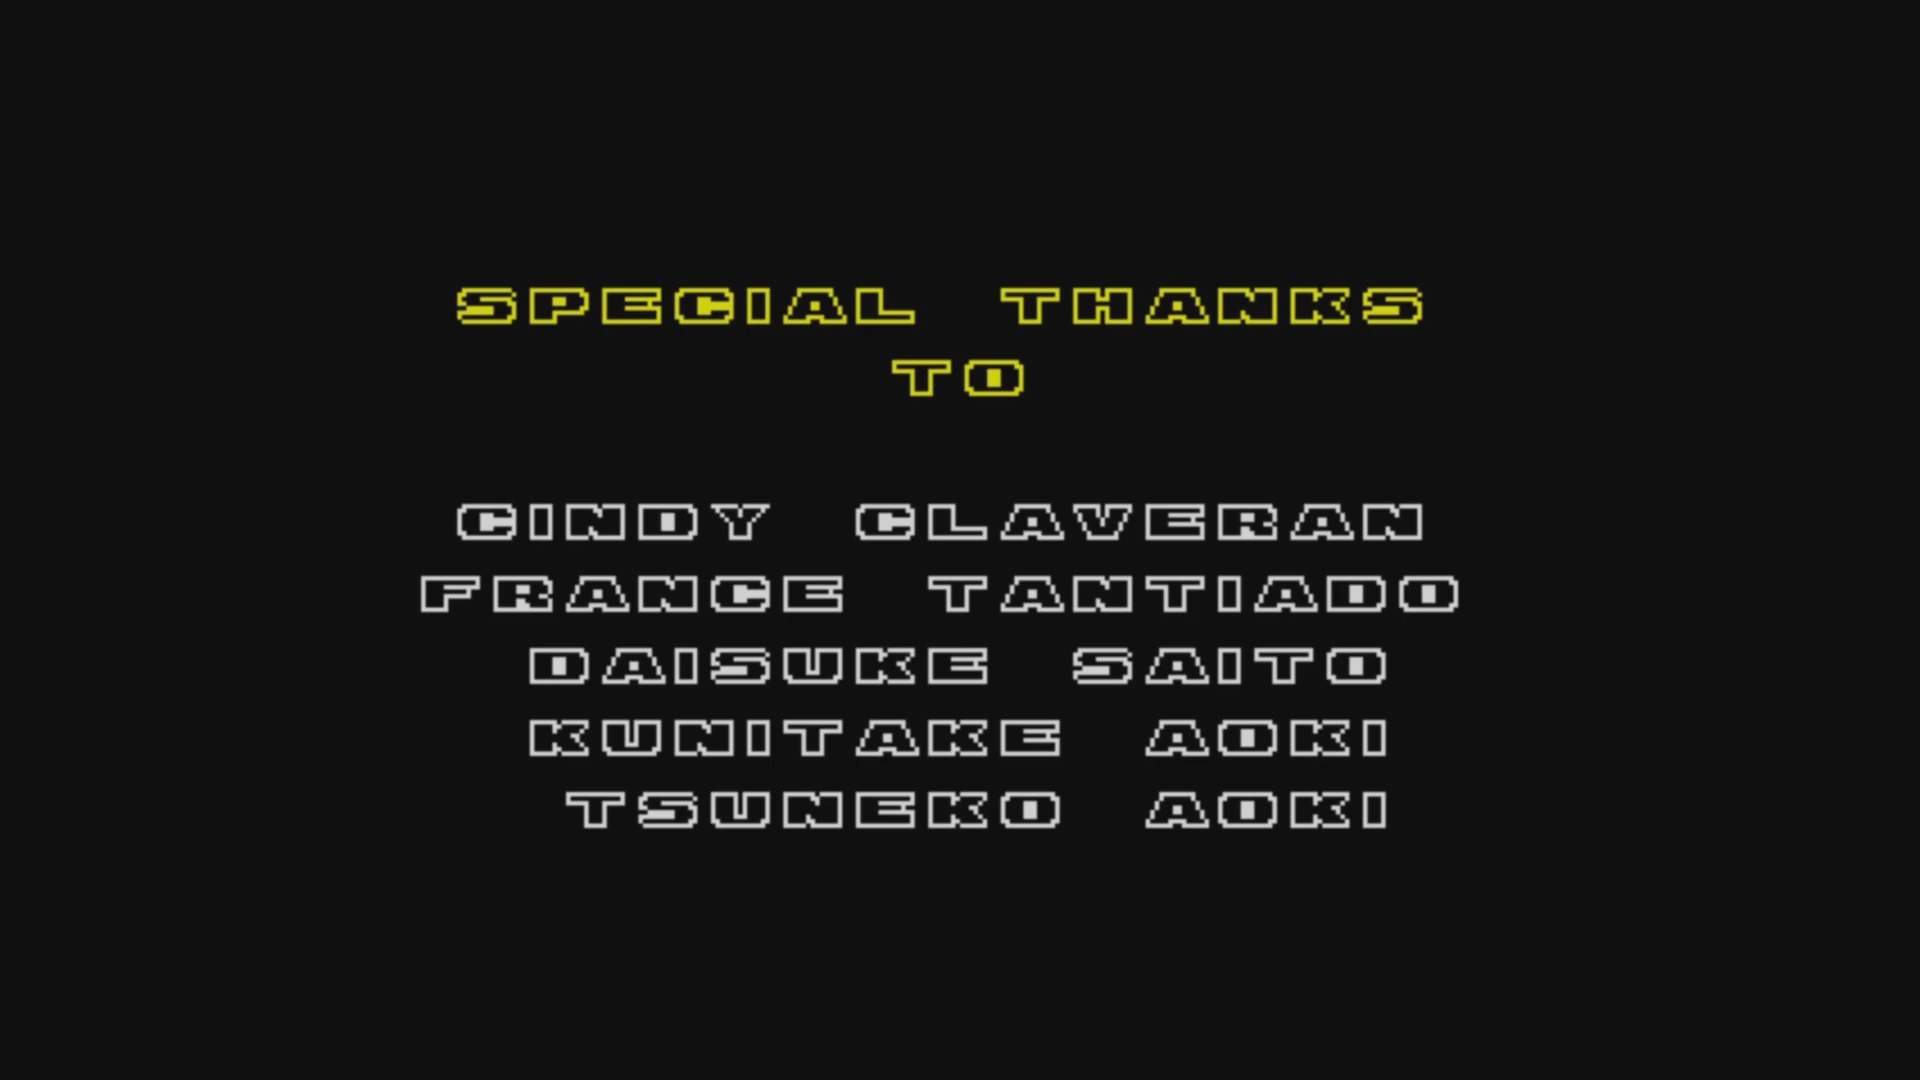 SPECIAL THANKS
TO
CINDY CLAVERAN
FRANCE TANTIADO
DAISUKE SAITO
KUNITAKE AOKI
TSUNEKO AOKI